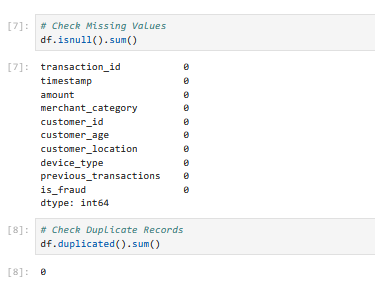 [7]: # Check Missing Values
df.isnull().sum()
[7]: transaction_id 0
timestamp 0
amount 0
merchant_category 0
customer_id 0
customer_age 0
customer_location 0
device_type 0
previous_transactions 0
is_fraud 0
dtype: int64
[8]: # Check Duplicate Records
df.duplicated().sum()
[8]: 0